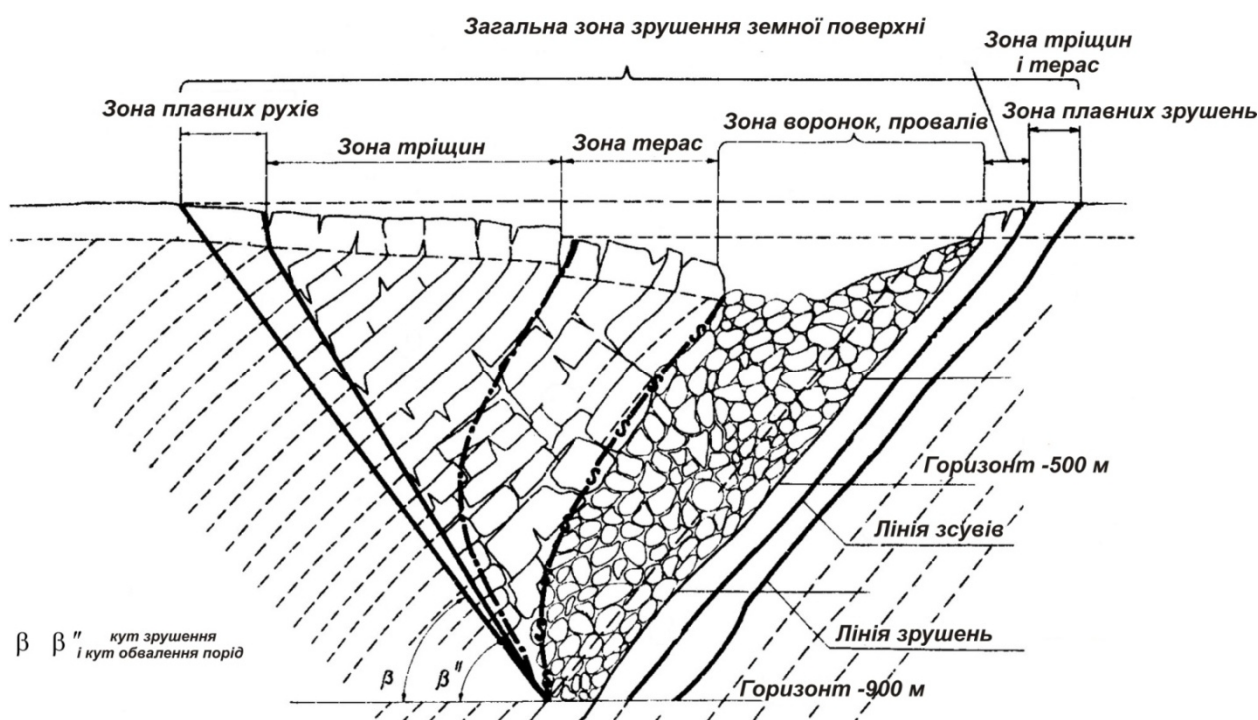 Загальна зона зрушення земної поверхні
Зона тріщин
і терас
Зона плавних рухів
Зона плавних зрушень
Зона воронок, провалів
Зона тріщин
Зона терас
Горизонт -500 м
Лінія зсувів
Лінія зрушень
β β" кут зрушення
і кут обвалення порід
β β"
Горизонт -900 м